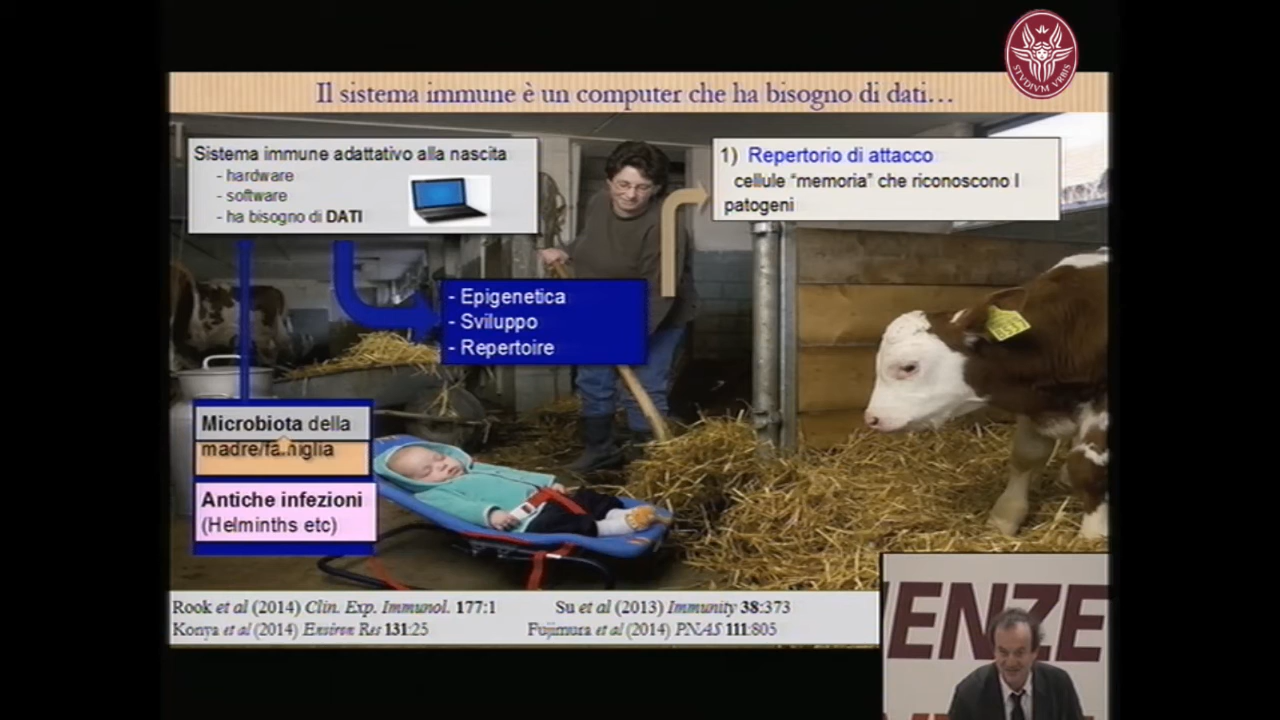 STVDIVM VRBIS
Il sistema immune è un computer che ha bisogno di dati...
Sistema immune adattativo alla nascita
- hardware
- software
- ha bisogno di DATI
1) Repertorio di attacco
cellule “memoria” che riconoscono I
patogeni
- Epigenetica
- Sviluppo
- Repertoire
Microbiota della
madre/famiglia
Antiche infezioni
(Helminths etc)
Rook et al (2014) Clin. Exp. Immunol. 177:1
Su et al (2013) Immunity 38:373
Konya et al (2014) Environ Res 131:25
Fujimura et al (2014) PNAS 111:805
ENZE